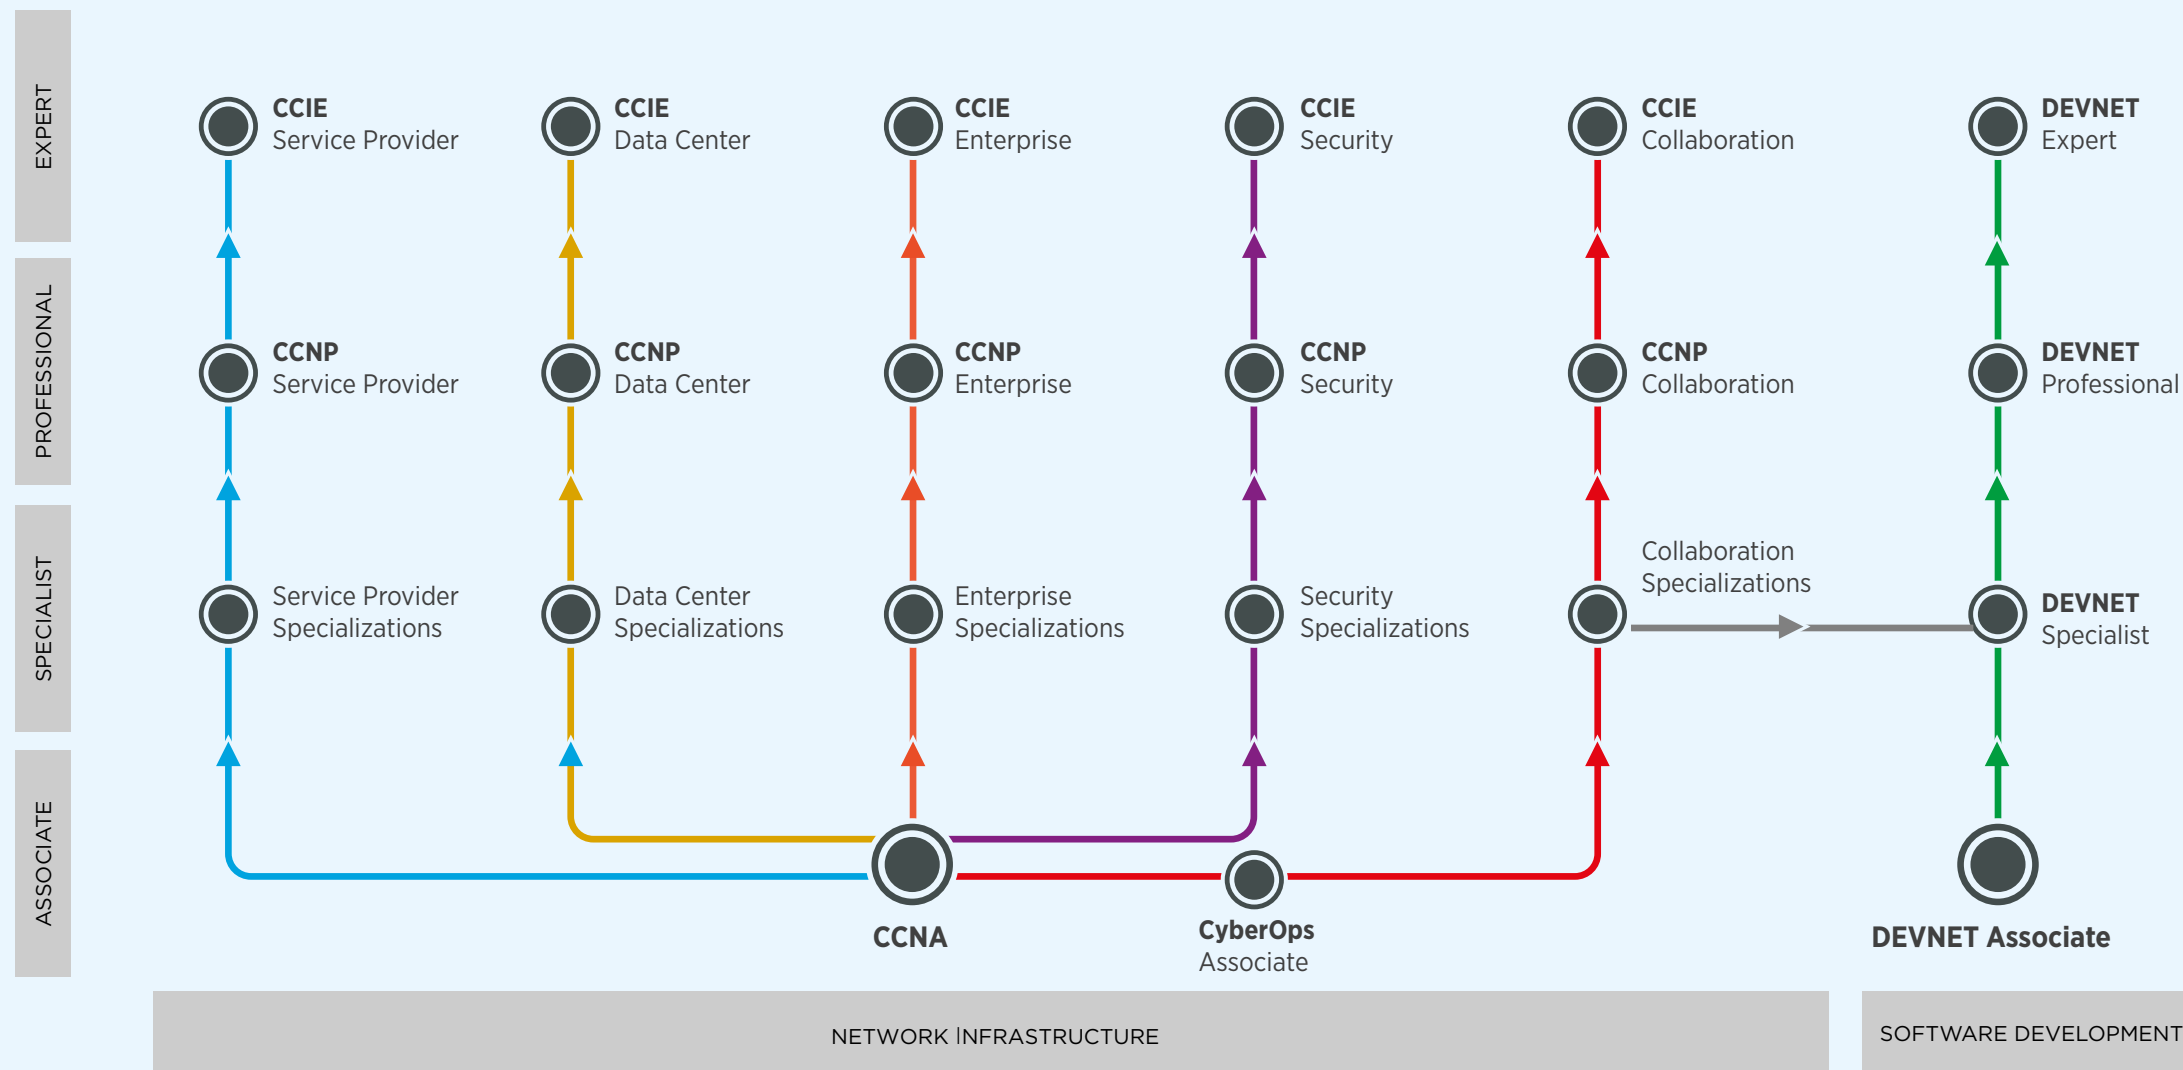 EXPERT
CCIE
Service Provider
CCIE
Data Center
CCIE
Enterprise
CCIE
Security
CCIE
Collaboration
DEVNET
Expert
PROFESSIONAL
CCNP
Service Provider
CCNP
Data Center
CCNP
Enterprise
CCNP
Security
CCNP
Collaboration
DEVNET
Professional
SPECIALIST
Service Provider
Specializations
Data Center
Specializations
Enterprise
Specializations
Security
Specializations
Collaboration
Specializations
DEVNET
Specialist
ASSOCIATE
CCNA
CyberOps
Associate
DEVNET Associate
NETWORK INFRASTRUCTURE
SOFTWARE DEVELOPMENT